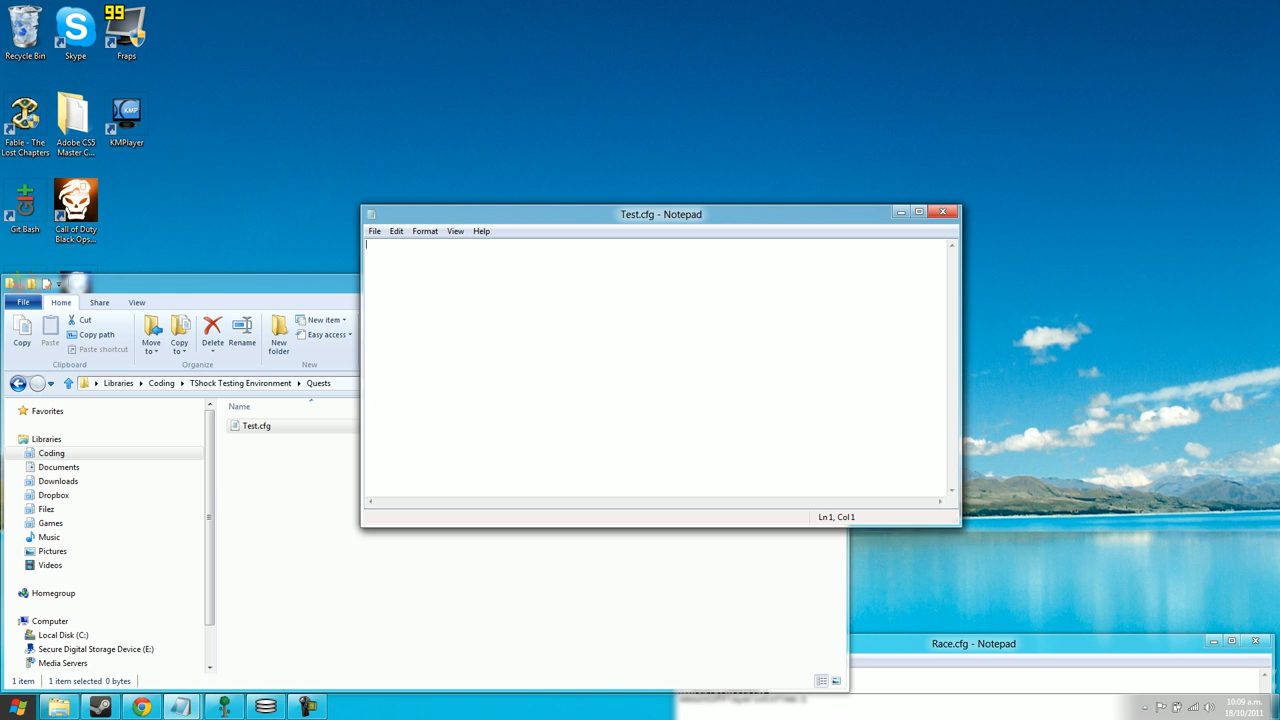 99
Recycle Bin
Skype
Fraps
Fable - The Lost Chapters
Adobe CS5 Master C...
KMP
KMPlayer
Git Bash
Call of Duty Black Ops...
Test.cfg - Notepad
File Edit Format View Help
Ln 1, Col 1
File Home Share View
Copy
Paste
Cut
Copy path
Paste shortcut
Clipboard
Move to
Copy to
Delete
Rename
Organize
New folder
New item
Easy access
New
Libraries Coding TShock Testing Environment Quests
Name
Test.cfg
Favorites
Libraries
Coding
Documents
Downloads
Dropbox
Filez
Games
Music
Pictures
Videos
Homegroup
Computer
Local Disk (C:)
Secure Digital Storage Device (E:)
Media Servers
1 item 1 item selected 0 bytes
Race.cfg - Notepad
10:09 a.m.
18/10/2011